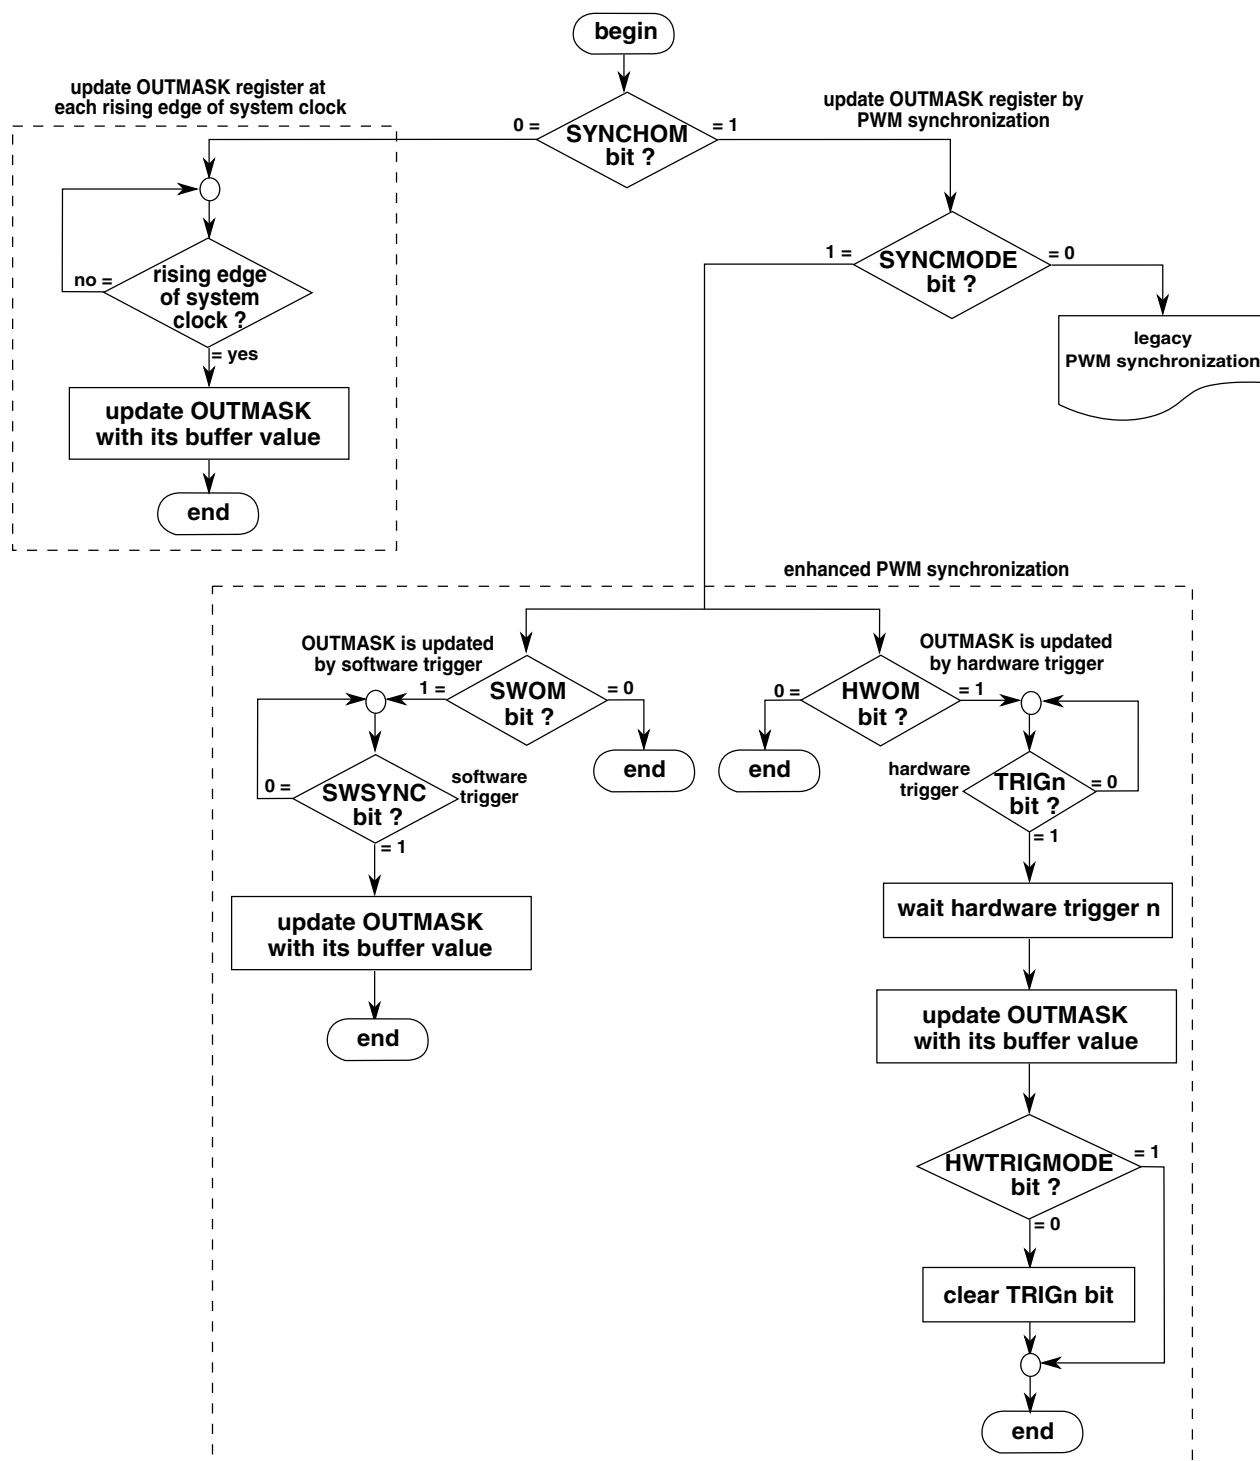 begin
update OUTMASK register at
each rising edge of system clock
update OUTMASK register by
PWM synchronization
0 =
SYNCHOM
bit ?
= 1
1 =
SYNCMODE
bit ?
= 0
no =
rising edge
of system
clock ?
= yes
legacy
PWM synchronization
update OUTMASK
with its buffer value
end
enhanced PWM synchronization
OUTMASK is updated
by software trigger
OUTMASK is updated
by hardware trigger
1 =
SWOM
bit ?
= 0
0 =
HWOM
bit ?
= 1
end
end
0 =
SWSYNC
bit ?
software
trigger
= 1
hardware
trigger
TRIGn
bit ?
= 0
= 1
update OUTMASK
with its buffer value
end
wait hardware trigger n
update OUTMASK
with its buffer value
HWTRIGMODE
bit ?
= 1
= 0
clear TRIGn bit
end